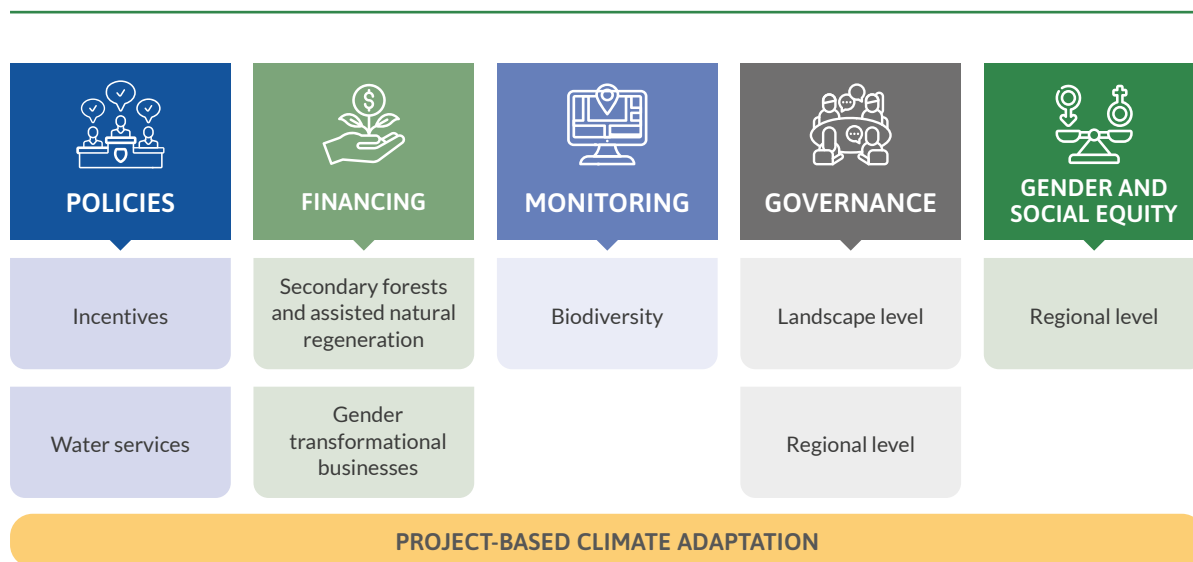 POLICIES
FINANCING
MONITORING
GOVERNANCE
GENDER AND
SOCIAL EQUITY
Incentives
Secondary forests
and assisted natural
regeneration
Biodiversity
Landscape level
Regional level
Water services
Gender
transformational
businesses
Regional level
PROJECT-BASED CLIMATE ADAPTATION